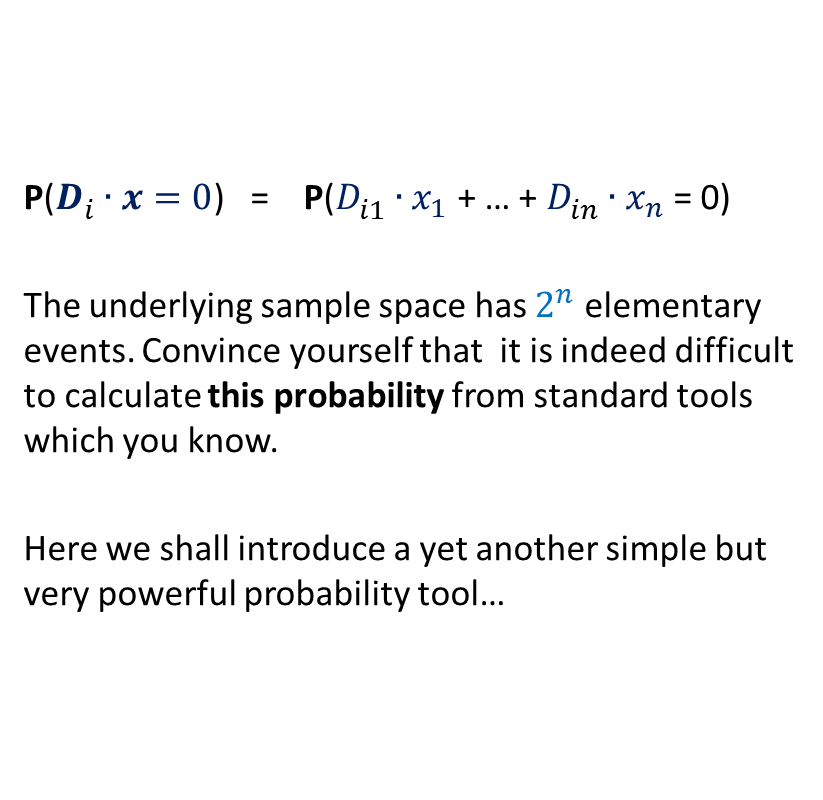 P(𝑫ᵢ · 𝒙 = 0) = P(Dᵢ₁ · x₁ + … + Dᵢₙ · xₙ = 0)
The underlying sample space has 2ⁿ elementary
events. Convince yourself that it is indeed difficult
to calculate this probability from standard tools
which you know.
Here we shall introduce a yet another simple but
very powerful probability tool…